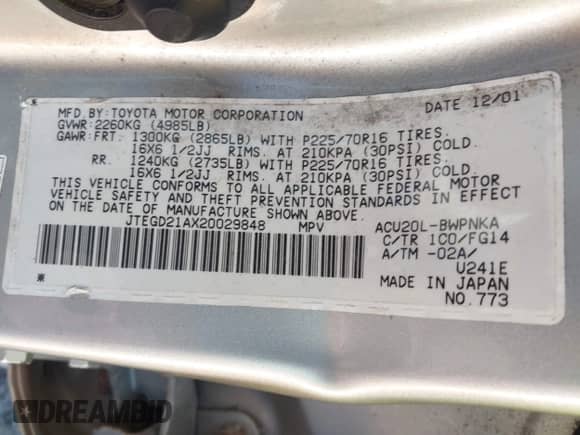 MFD.BY:TOYOTA MOTOR CORPORATION DATE 12/01
GVWR:2260KG (4985LB)
GAWR:FRT. 1300KG (2865LB) WITH P225/70R16 TIRES.
16X6 1/2JJ RIMS. AT 210KPA (30PSI) COLD.
RR. 1240KG (2735LB) WITH P225/70R16 TIRES.
16X6 1/2JJ RIMS. AT 210KPA (30PSI) COLD.
THIS VEHICLE CONFORMS TO ALL APPLICABLE FEDERAL MOTOR
VEHICLE SAFETY AND THEFT PREVENTION STANDARDS IN EFFECT
ON THE DATE OF MANUFACTURE SHOWN ABOVE.
JTEGD21AX20029848 MPV ACU20L-BWPNKA
C/TR 1C0/FG14
A/TM -02A/
U241E
MADE IN JAPAN
NO.773
DREAMBID